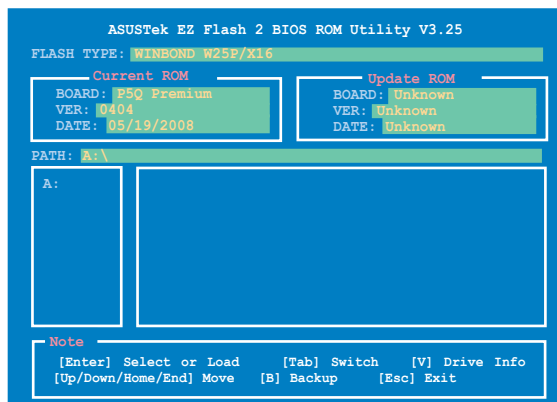 ASUSTek EZ Flash 2 BIOS ROM Utility V3.25
FLASH TYPE: WINBOND W25P/X16
Current ROM
BOARD: P5Q Premium
VER: 0404
DATE: 05/19/2008
Update ROM
BOARD: Unknown
VER: Unknown
DATE: Unknown
PATH: A:\
A:
Note
[Enter] Select or Load [Tab] Switch [V] Drive Info
[Up/Down/Home/End] Move [B] Backup [Esc] Exit